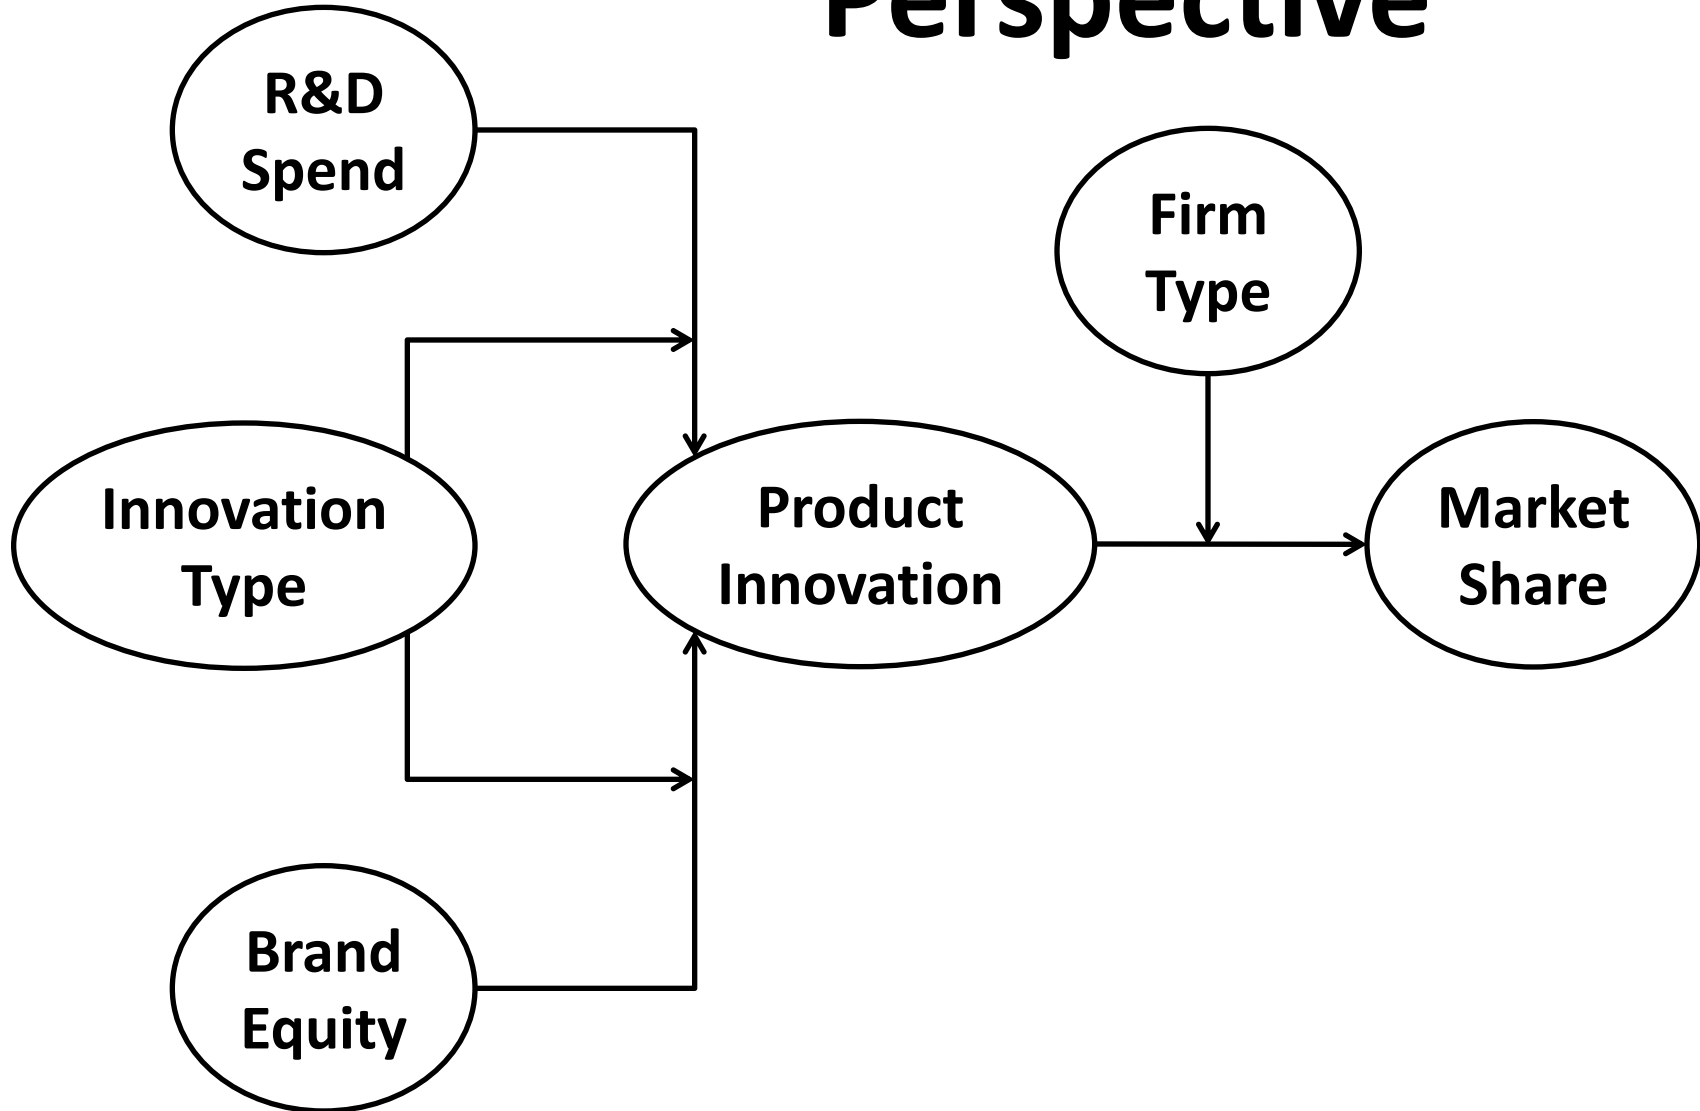 Perspective
R&D
Spend
Firm
Type
Innovation
Type
Product
Innovation
Market
Share
Brand
Equity